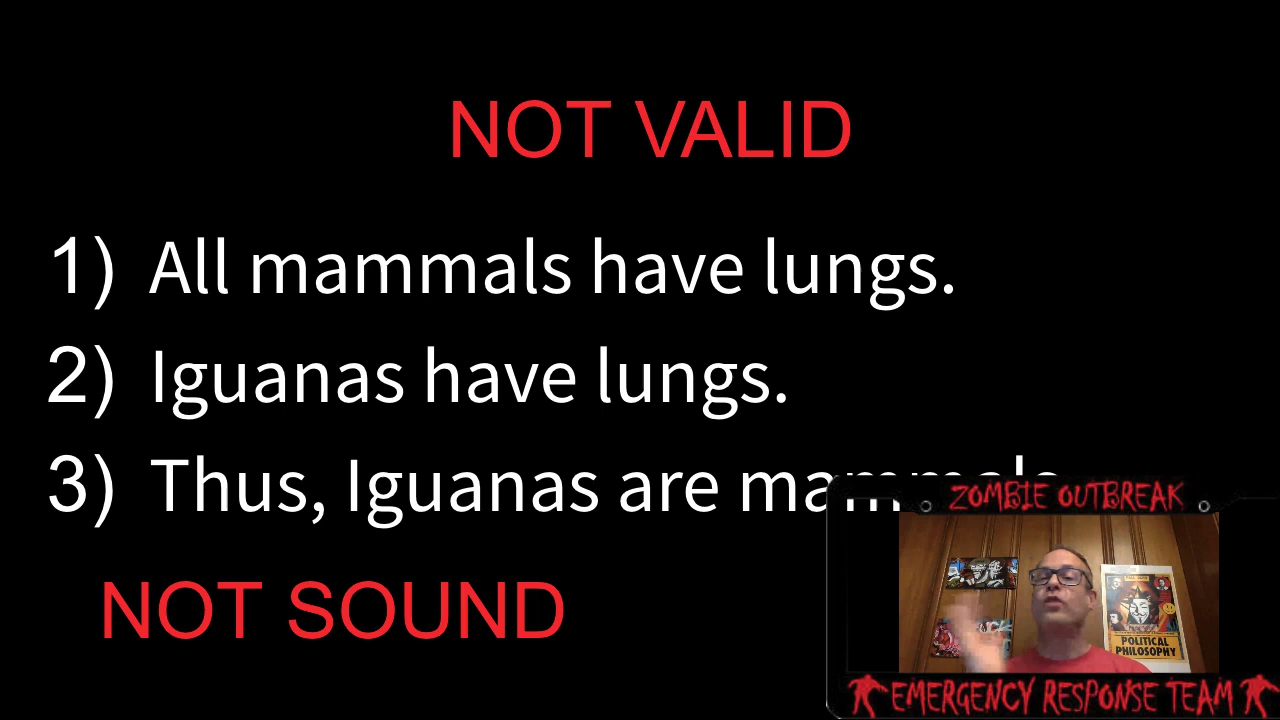 NOT VALID
1) All mammals have lungs.
2) Iguanas have lungs.
3) Thus, Iguanas are mammals
NOT SOUND
ZOMBIE OUTBREAK
POLITICAL
PHILOSOPHY
EMERGENCY RESPONSE TEAM